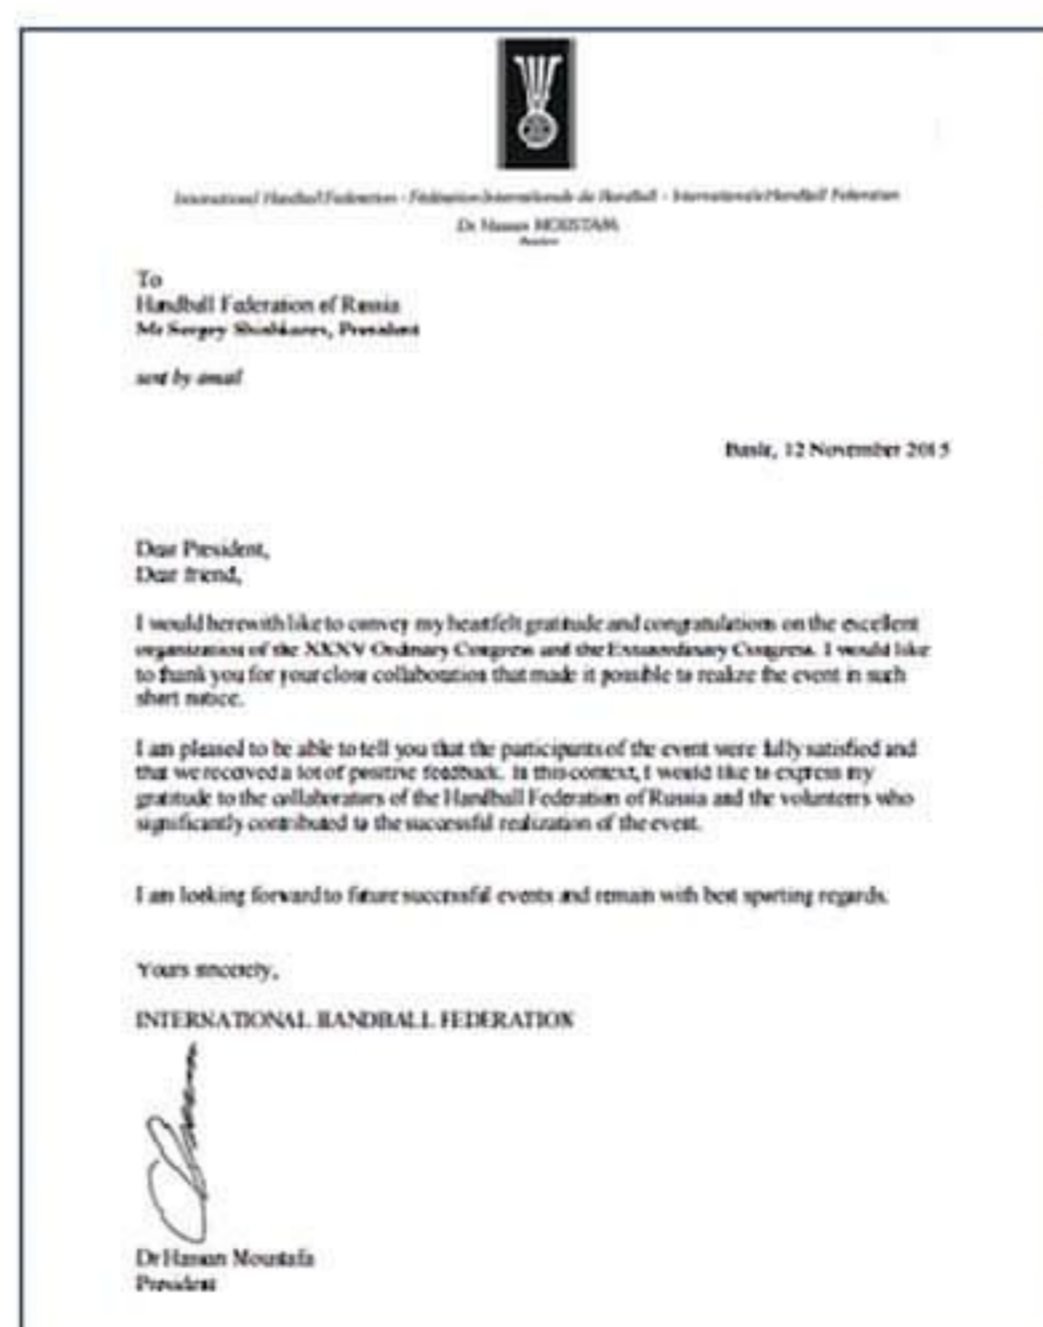 International Handball Federation - Fédération Internationale de Handball - Internationale Handball Federation
Dr. Hassan MOUSTAFA
President
To
Handball Federation of Russia
Mr Sergey Shishkarev, President
sent by email
Basle, 12 November 2015
Dear President,
Dear friend,
I would herewith like to convey my heartfelt gratitude and congratulations on the excellent
organization of the XXXV Ordinary Congress and the Extraordinary Congress. I would like
to thank you for your close collaboration that made it possible to realize the event in such
short notice.
I am pleased to be able to tell you that the participants of the event were fully satisfied and
that we received a lot of positive feedback. In this context, I would like to express my
gratitude to the collaborators of the Handball Federation of Russia and the volunteers who
significantly contributed to the successful realization of the event.
I am looking forward to future successful events and remain with best sporting regards.
Yours sincerely,
INTERNATIONAL HANDBALL FEDERATION
Dr Hassan Moustafa
President